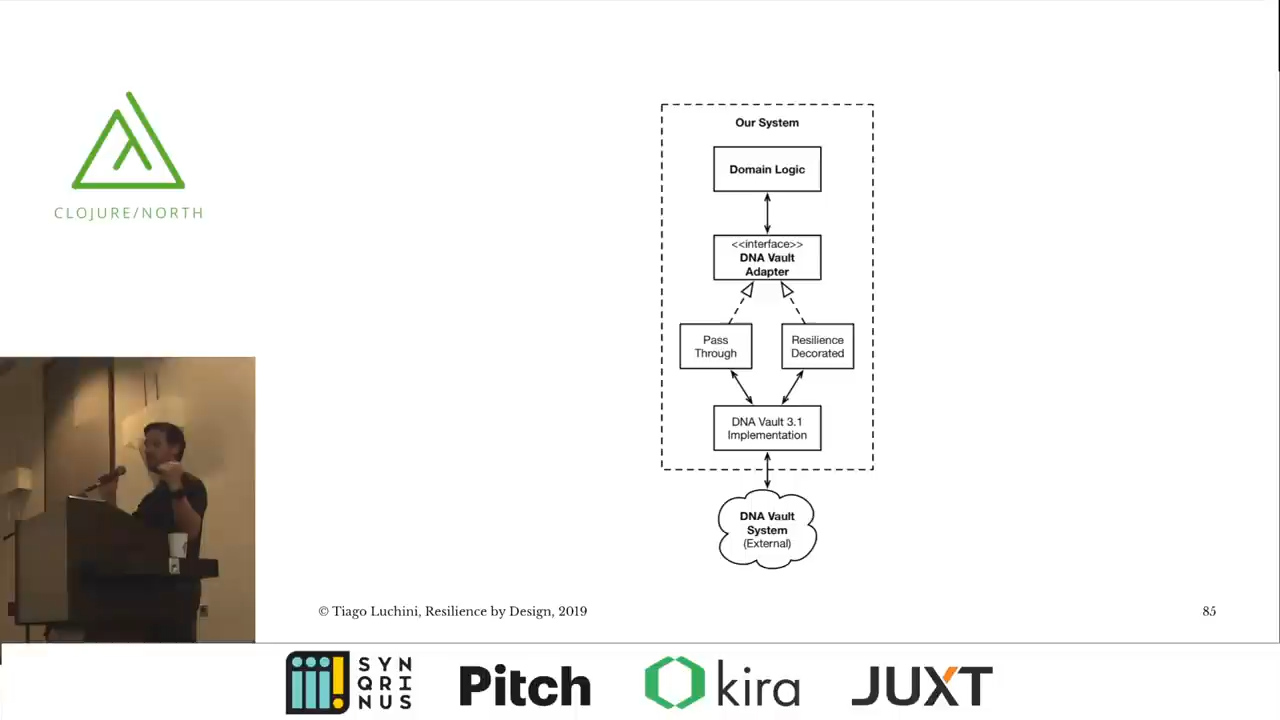 CLOJURE/NORTH
Our System
Domain Logic
<<interface>>
DNA Vault
Adapter
Pass
Through
Resilience
Decorated
DNA Vault 3.1
Implementation
DNA Vault
System
(External)
© Tiago Luchini, Resilience by Design, 2019
85
SYN
QRI
NUS
Pitch
kira
JUXT